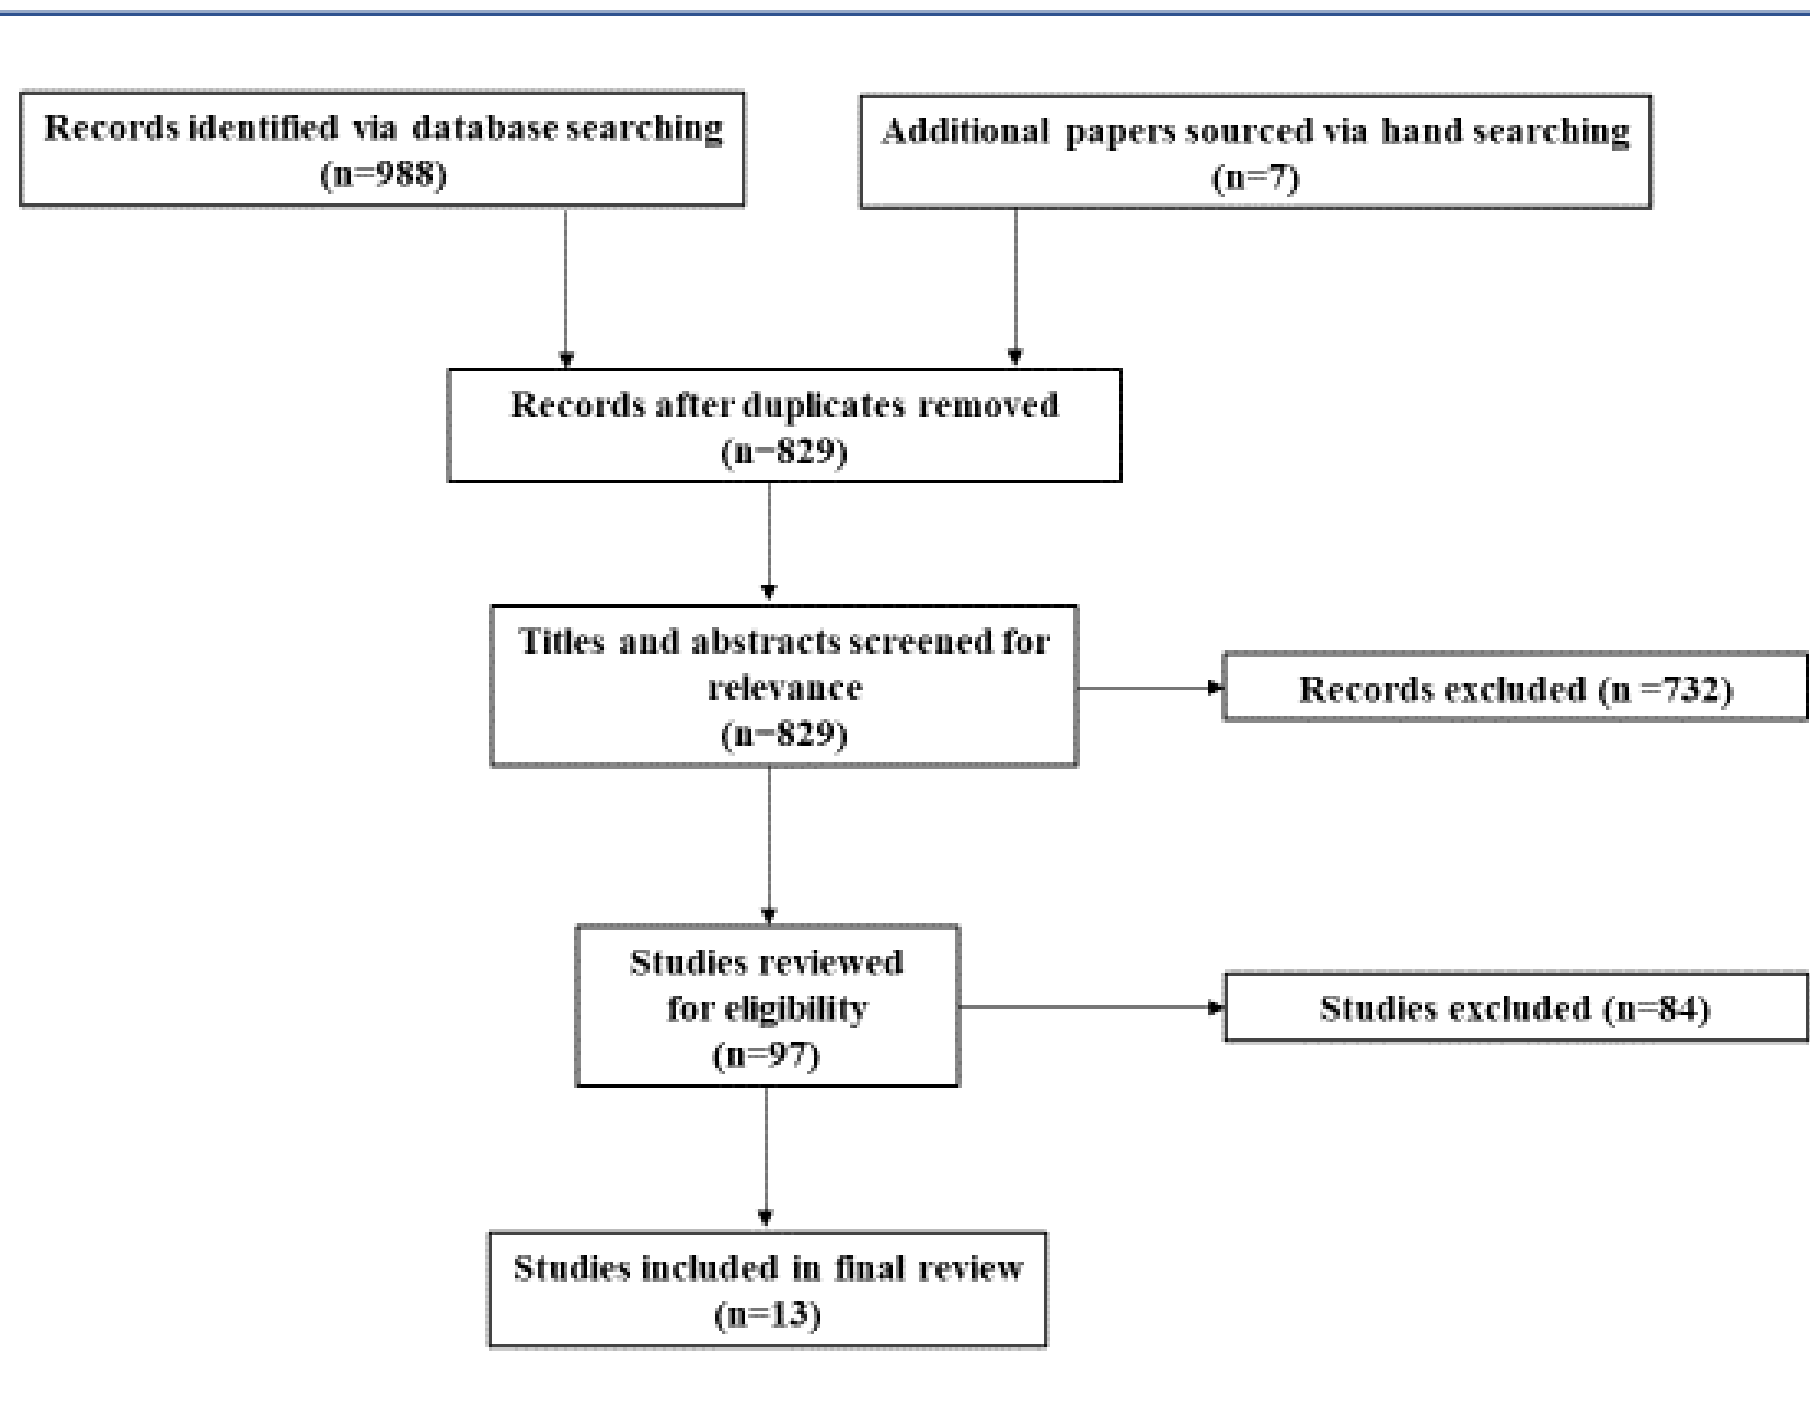 Records identified via database searching
(n=988)
Additional papers sourced via hand searching
(n=7)
Records after duplicates removed
(n=829)
Titles and abstracts screened for
relevance
(n=829)
Records excluded (n =732)
Studies reviewed
for eligibility
(n=97)
Studies excluded (n=84)
Studies included in final review
(n=13)